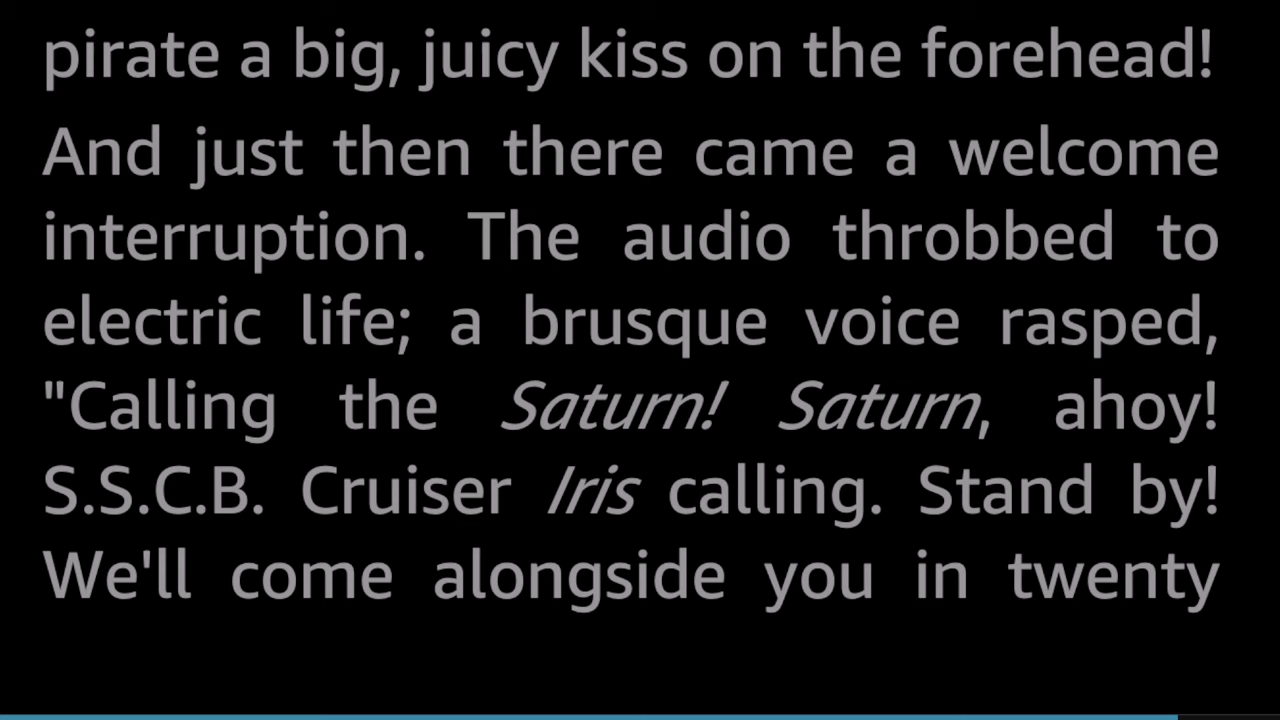 pirate a big, juicy kiss on the forehead!
And just then there came a welcome
interruption. The audio throbbed to
electric life; a brusque voice rasped,
"Calling the Saturn! Saturn, ahoy!
S.S.C.B. Cruiser Iris calling. Stand by!
We'll come alongside you in twenty